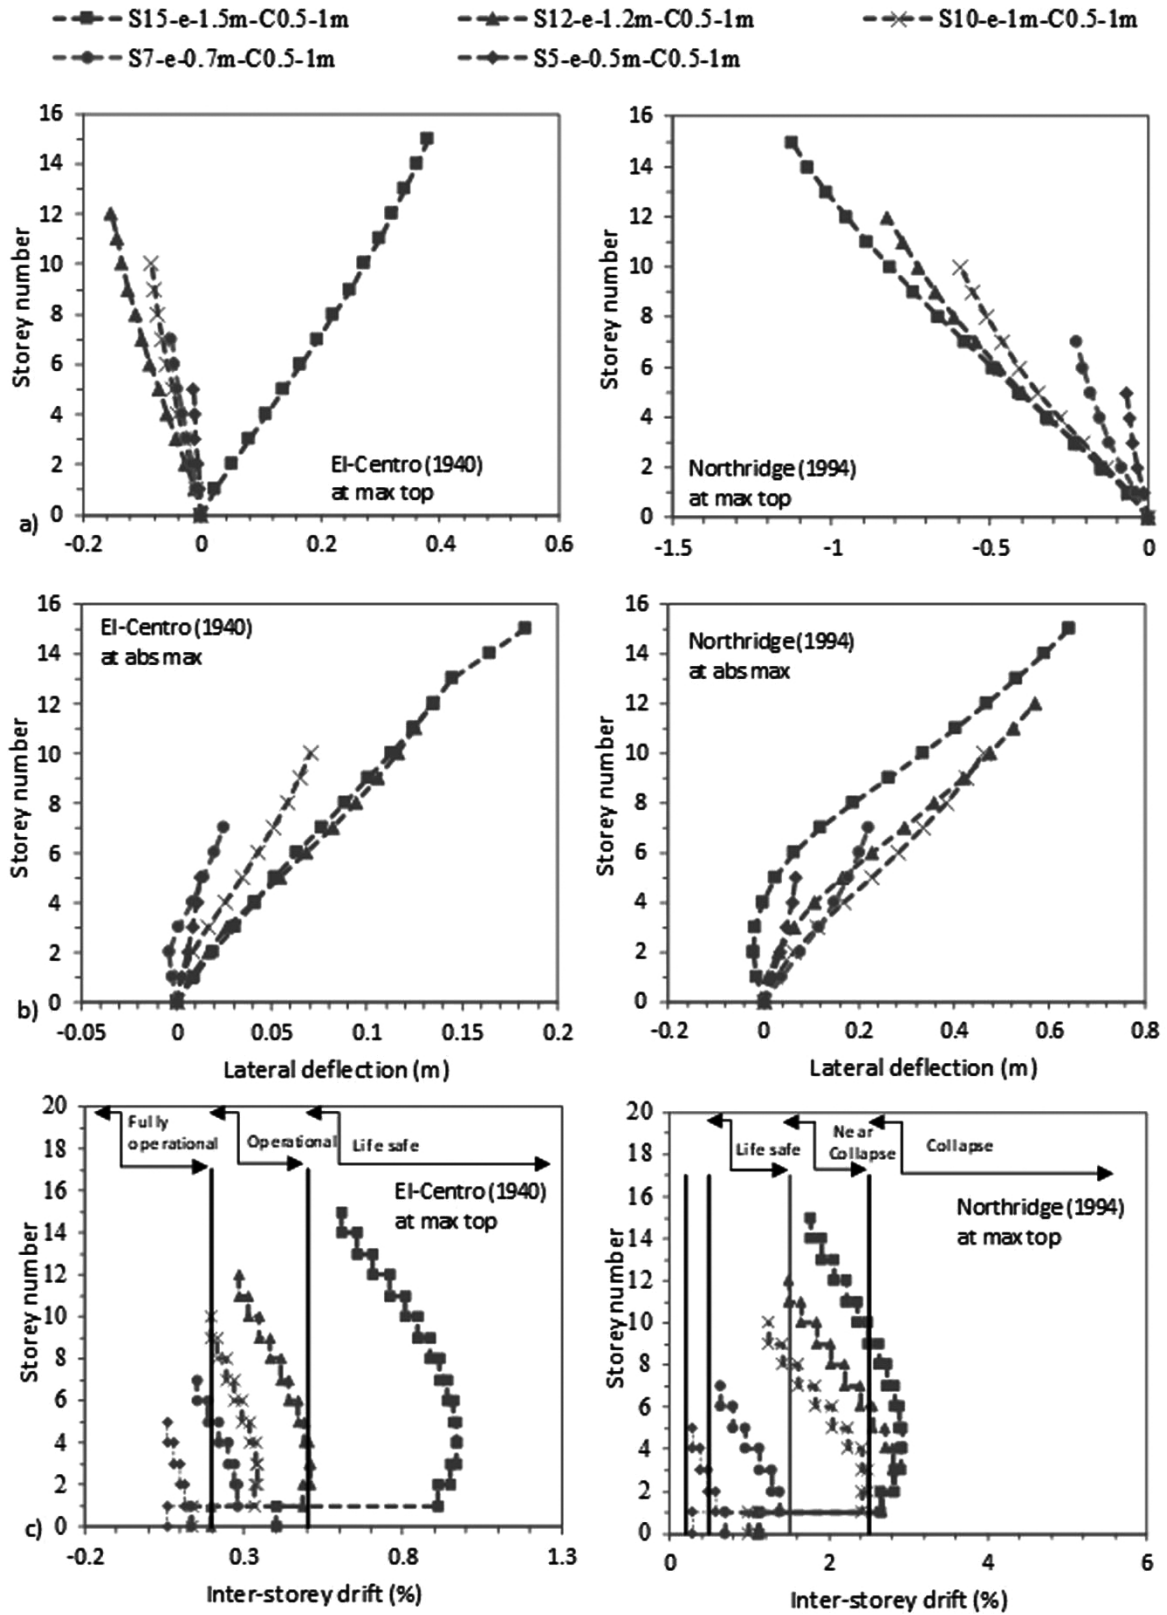 S15-e-1.5m-C0.5-1m S12-e-1.2m-C0.5-1m S10-e-1m-C0.5-1m
S7-e-0.7m-C0.5-1m S5-e-0.5m-C0.5-1m
16
14
12
10
8
6
4
2
0
Storey number
El-Centro (1940)
at max top
a)
-0.2 0 0.2 0.4 0.6
16
14
12
10
8
6
4
2
0
Storey number
Northridge (1994)
at max top
-1.5 -1 -0.5 0
16
14
12
10
8
6
4
2
0
Storey number
El-Centro (1940)
at abs max
b)
-0.05 0 0.05 0.1 0.15 0.2
Lateral deflection (m)
16
14
12
10
8
6
4
2
0
Storey number
Northridge (1994)
at abs max
-0.2 0 0.2 0.4 0.6 0.8
Lateral deflection (m)
20
18
16
14
12
10
8
6
4
2
0
Storey number
Fully
operational
Operational
Life safe
El-Centro (1940)
at max top
c)
-0.2 0.3 0.8 1.3
Inter-storey drift (%)
20
18
16
14
12
10
8
6
4
2
0
Storey number
Life safe
Near
Collapse
Collapse
Northridge (1994)
at max top
0 2 4 6
Inter-storey drift (%)